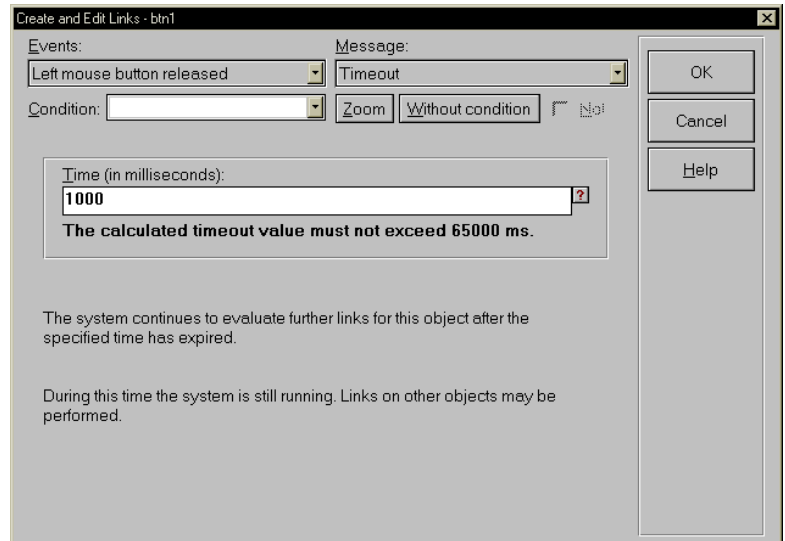 Create and Edit Links - btn1
Events:
Message:
Left mouse button released
Timeout
OK
Condition:
Zoom
Without condition
Not
Cancel
Help
Time (in milliseconds):
1000
?
The calculated timeout value must not exceed 65000 ms.
The system continues to evaluate further links for this object after the
specified time has expired.
During this time the system is still running. Links on other objects may be
performed.